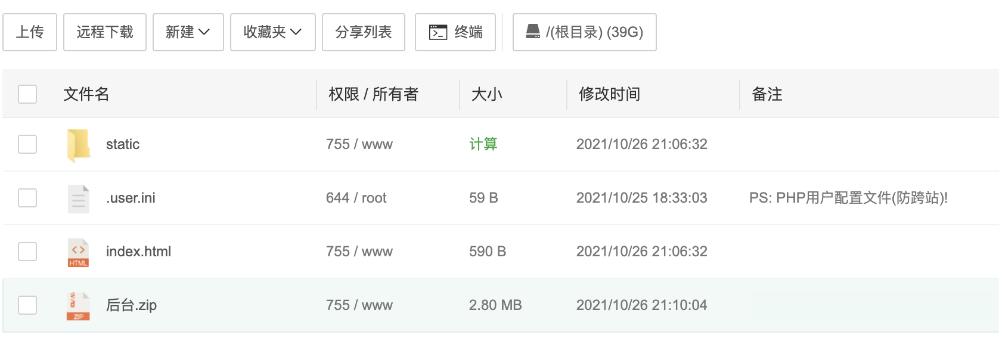 上传 远程下载 新建 收藏夹 分享列表 终端 /(根目录) (39G)
文件名 权限 / 所有者 大小 修改时间 备注
static 755 / www 计算 2021/10/26 21:06:32
.user.ini 644 / root 59 B 2021/10/25 18:33:03 PS: PHP用户配置文件(防跨站)!
HTML index.html 755 / www 590 B 2021/10/26 21:06:32
ZIP 后台.zip 755 / www 2.80 MB 2021/10/26 21:10:04